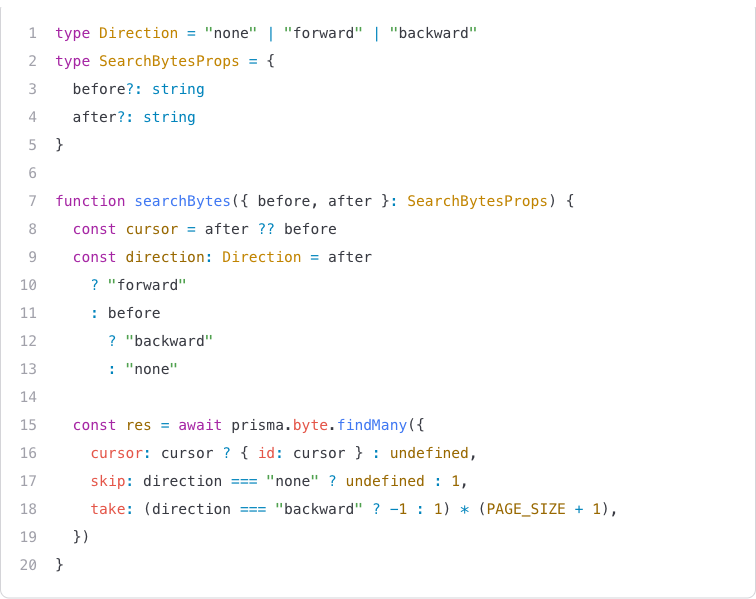 1 type Direction = "none" | "forward" | "backward"
2 type SearchBytesProps = {
3   before?: string
4   after?: string
5 }
6
7 function searchBytes({ before, after }: SearchBytesProps) {
8   const cursor = after ?? before
9   const direction: Direction = after
10     ? "forward"
11     : before
12       ? "backward"
13       : "none"
14
15   const res = await prisma.byte.findMany({
16     cursor: cursor ? { id: cursor } : undefined,
17     skip: direction === "none" ? undefined : 1,
18     take: (direction === "backward" ? -1 : 1) * (PAGE_SIZE + 1),
19   })
20 }